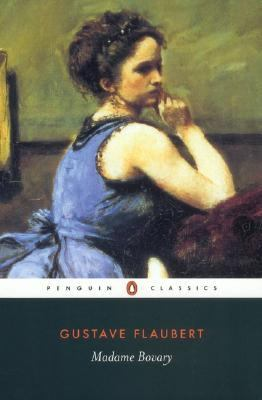 PENGUIN CLASSICS
GUSTAVE FLAUBERT
Madame Bovary